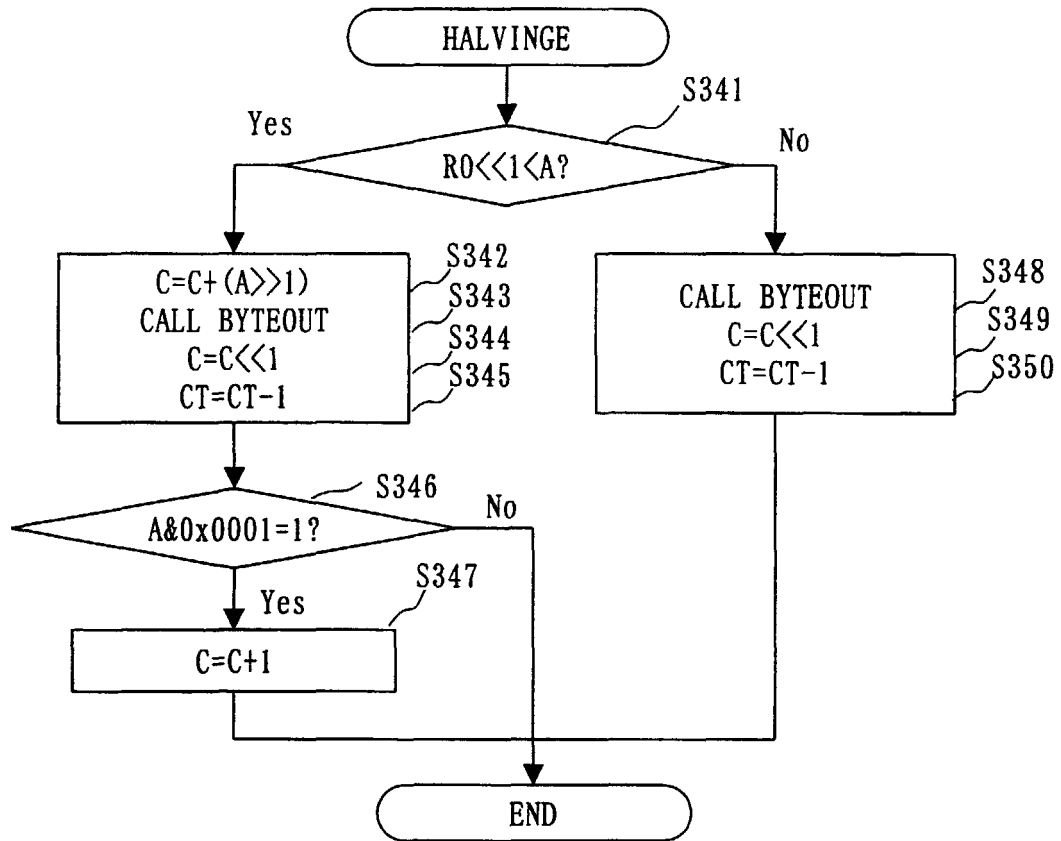 HALVINGE
S341
Yes
No
R0<<1<A?
C=C+(A>>1)
CALL BYTEOUT
C=C<<1
CT=CT-1
S342
S343
S344
S345
CALL BYTEOUT
C=C<<1
CT=CT-1
S348
S349
S350
S346
No
A&0x0001=1?
Yes
S347
C=C+1
END